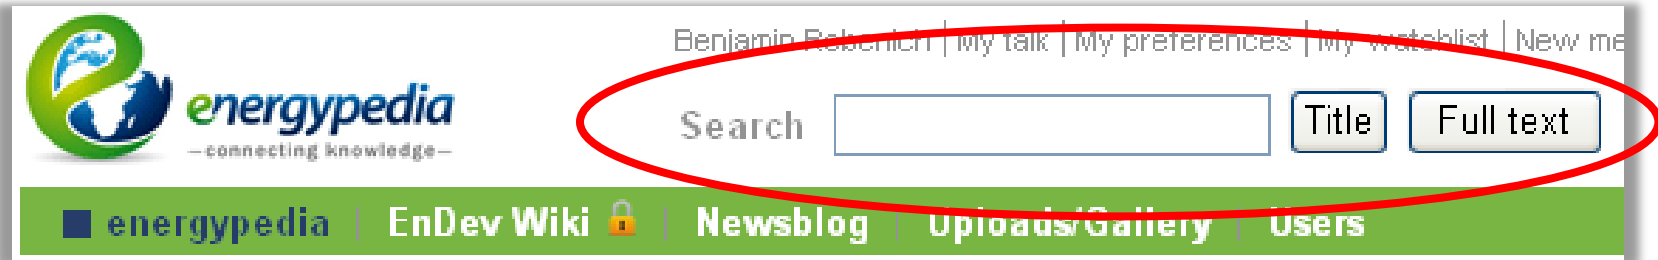 Benjamin | My talk | My preferences | My watchlist | New me
energypedia
–connecting knowledge–
Search Title Full text
energypedia | EnDev Wiki | Newsblog | Uploads/Gallery | Users